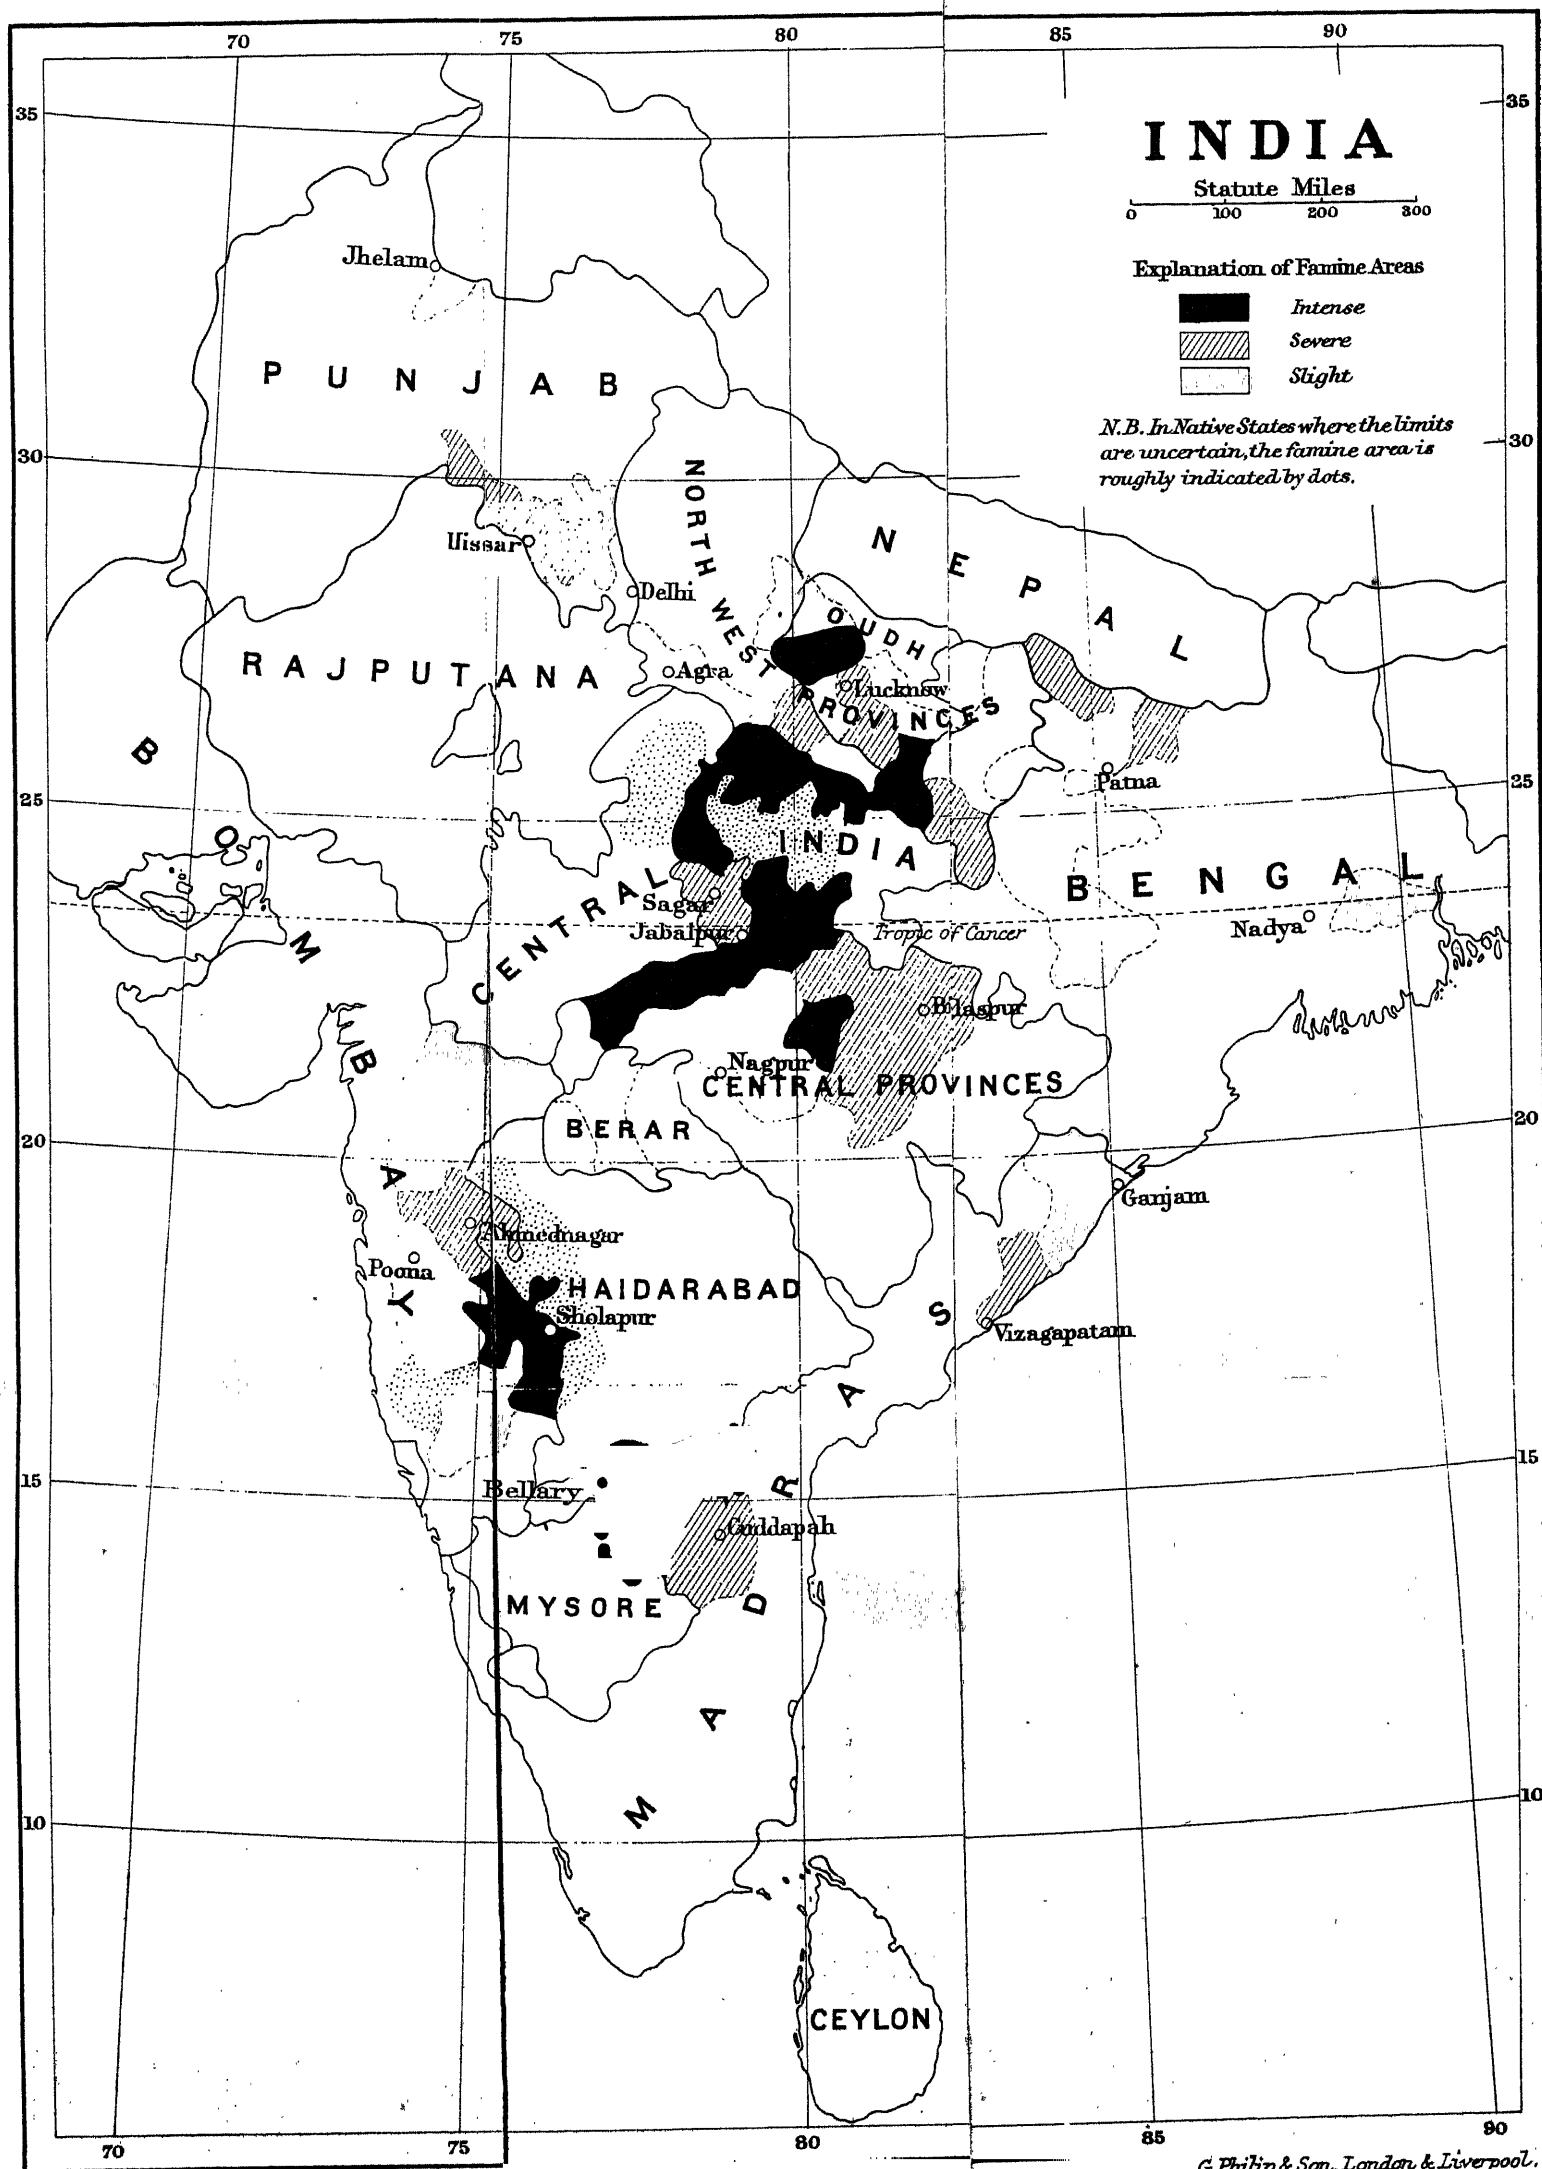 70 75 80 85 90
35 35
INDIA
Statute Miles
0 100 200 300
Explanation of Famine Areas
Intense
Severe
Slight
N.B. In Native States where the limits
are uncertain, the famine area is
roughly indicated by dots.
Jhelam
PUNJAB
30 30
NORTH WEST PROVINCES
Hissar
Delhi
NEPAL
OUDH
RAJPUTANA
Agra
Lucknow
BOMBAY
Patna
25 25
CENTRAL INDIA
BENGAL
Sagar
Jabalpur
Tropic of Cancer
Nadya
Bilaspur
Nagpur
CENTRAL PROVINCES
BERAR
20 20
Ganjam
Ahmednagar
Poona
HAIDARABAD
Sholapur
Vizagapatam
MADRAS
15 15
Bellary
Cuddapah
MYSORE
10 10
CEYLON
70 75 80 85 90
G. Philip & Son, London & Liverpool.